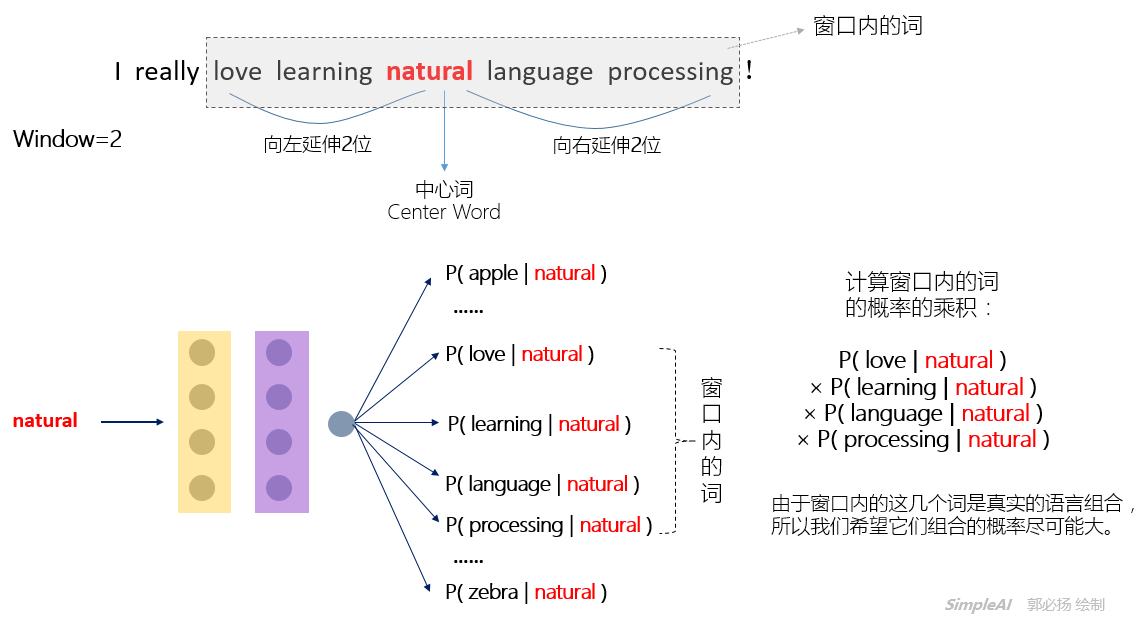 窗口内的词
I really love learning natural language processing !
Window=2
向左延伸2位
向右延伸2位
中心词
Center Word
natural
P( apple | natural )
......
P( love | natural )
P( learning | natural )
P( language | natural )
P( processing | natural )
......
P( zebra | natural )
窗口内的词
计算窗口内的词
的概率的乘积：
P( love | natural )
× P( learning | natural )
× P( language | natural )
× P( processing | natural )
由于窗口内的这几个词是真实的语言组合，
所以我们希望它们组合的概率尽可能大。
SimpleAI 郭必扬 绘制